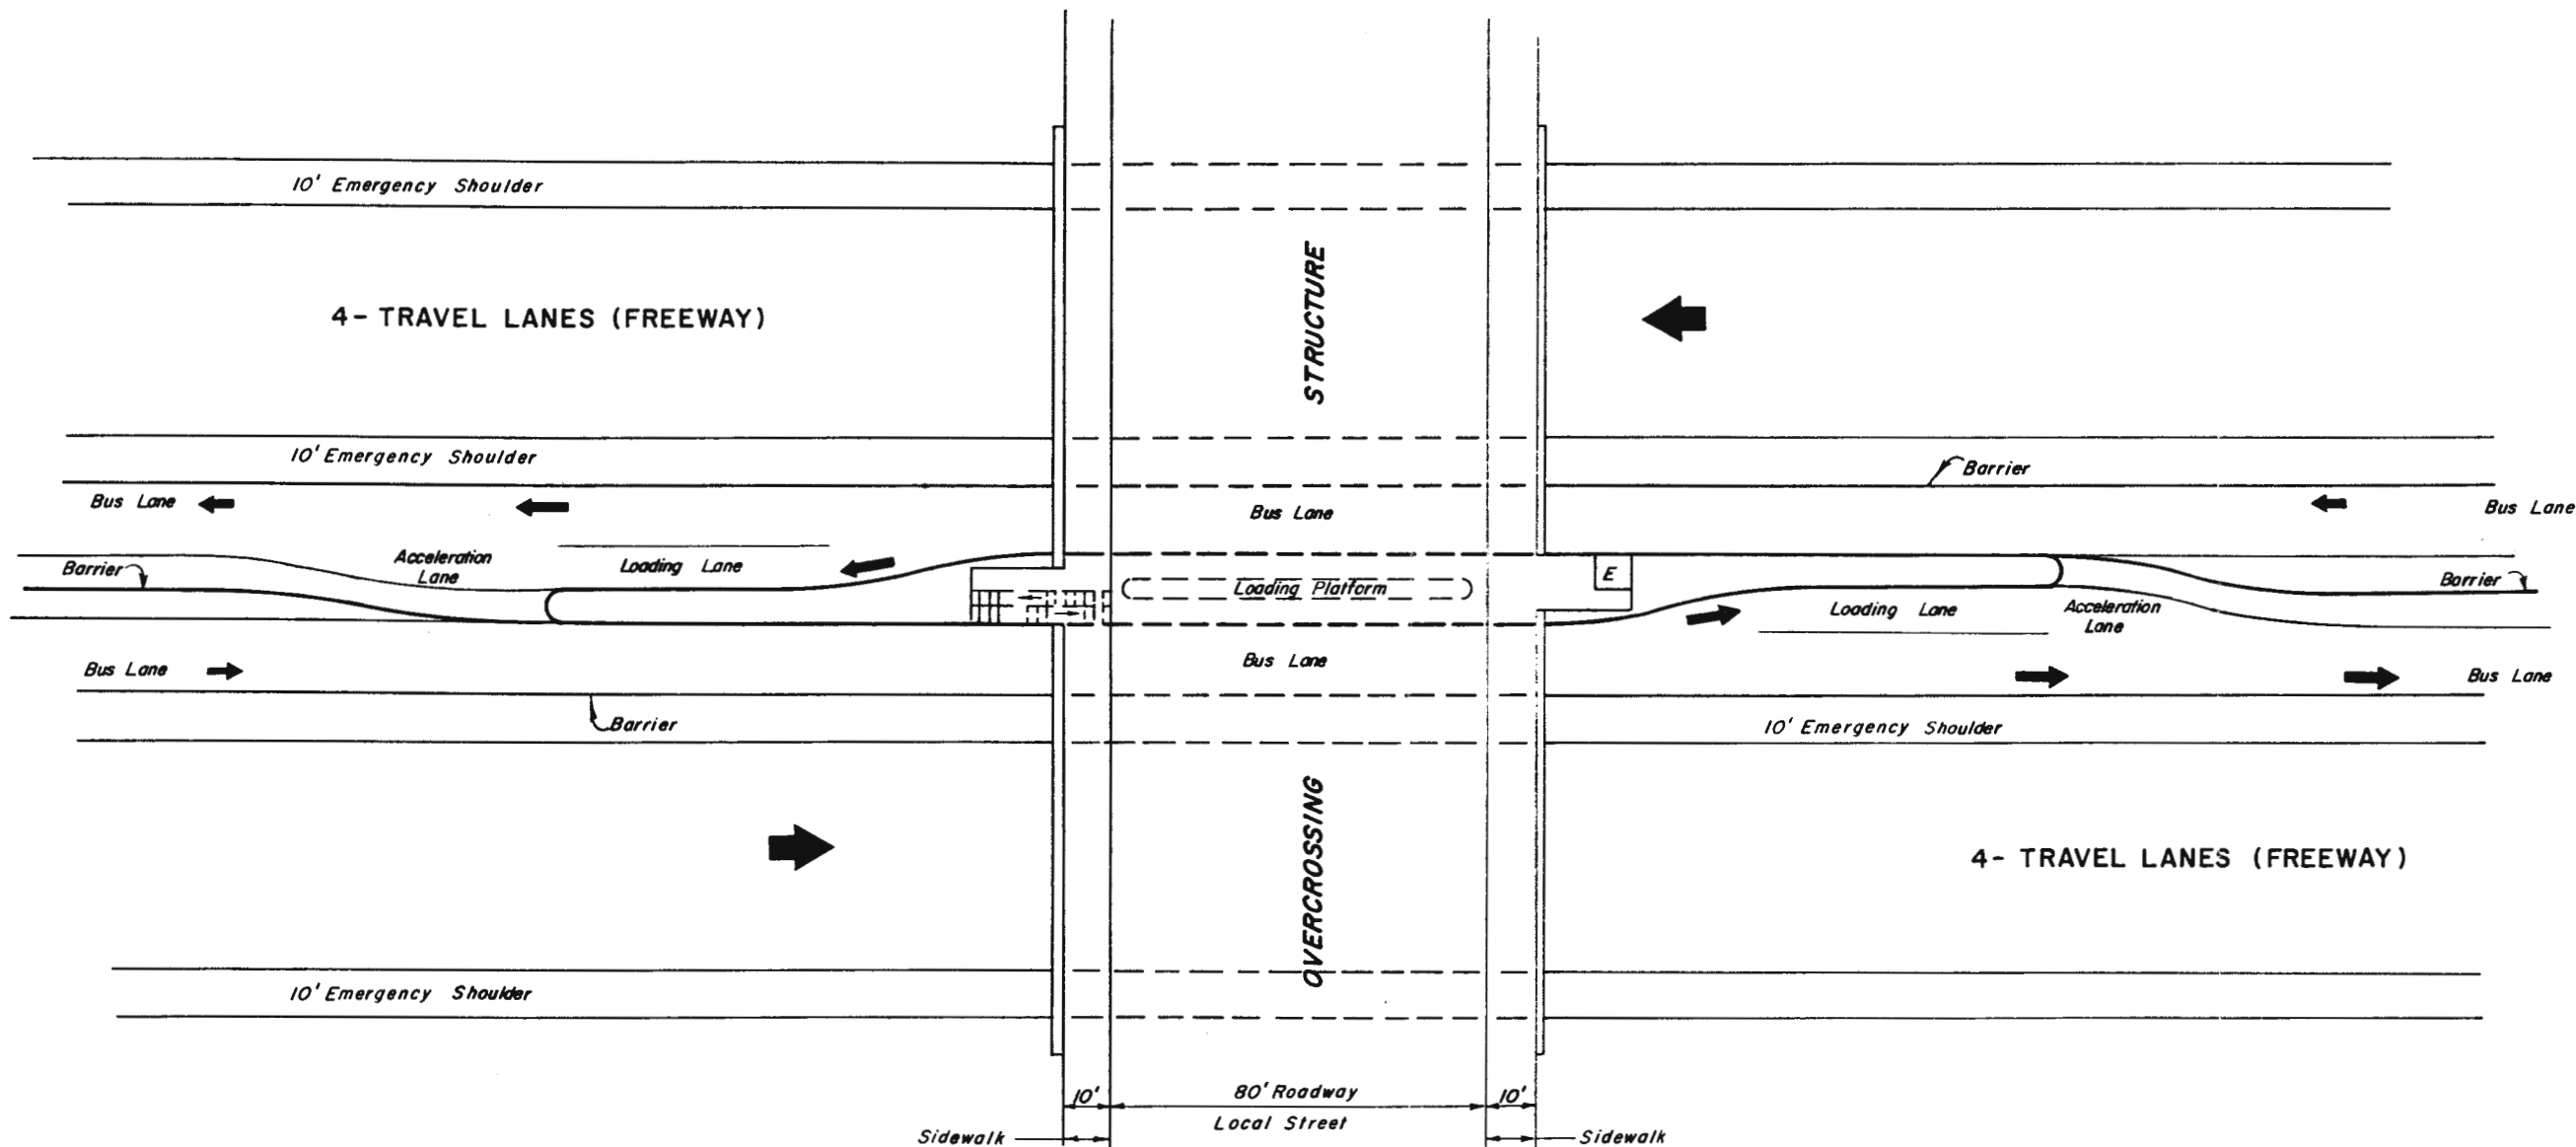 10' Emergency Shoulder
STRUCTURE
4- TRAVEL LANES (FREEWAY)
10' Emergency Shoulder
Barrier
Bus Lane
Bus Lane
Bus Lane
Acceleration
Lane
Loading Lane
Barrier
Loading Platform
E
Barrier
Loading Lane
Acceleration
Lane
Bus Lane
Bus Lane
Bus Lane
Barrier
10' Emergency Shoulder
OVERCROSSING
4- TRAVEL LANES (FREEWAY)
10' Emergency Shoulder
10'
80' Roadway
10'
Local Street
Sidewalk
Sidewalk